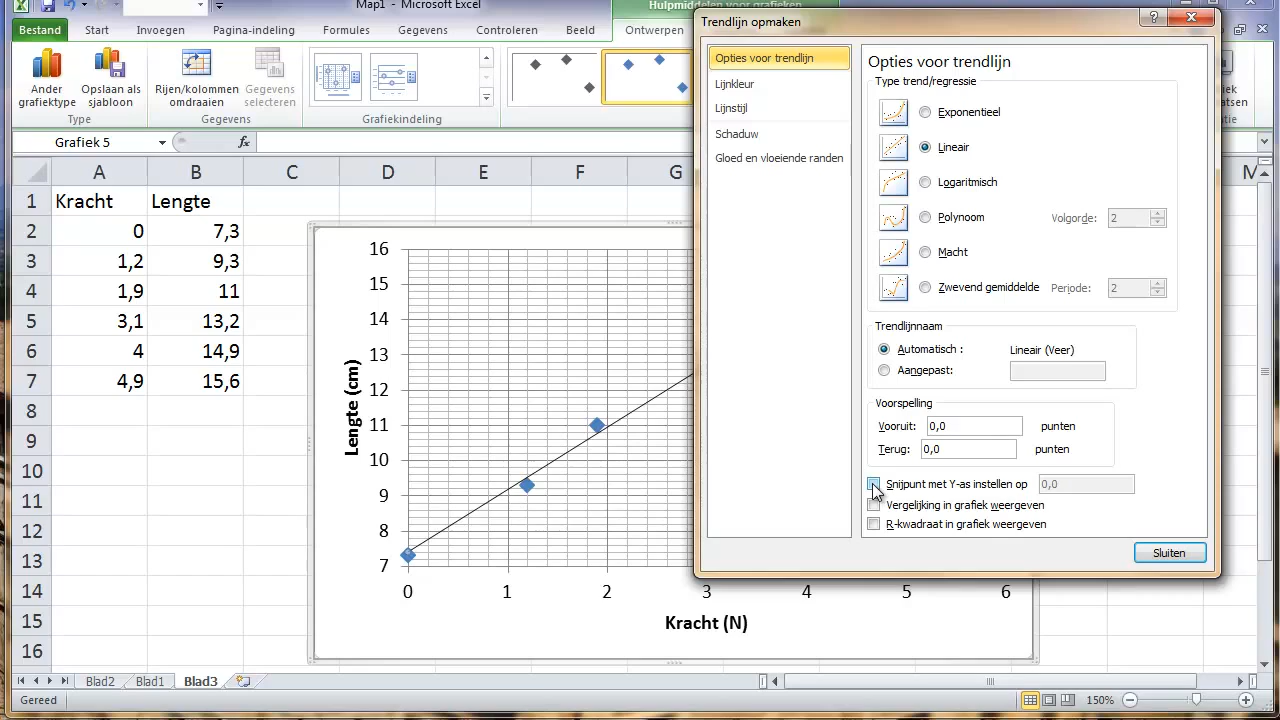 Map1 - Microsoft Excel
Hulpmiddelen voor grafieken
Bestand Start Invoegen Pagina-indeling Formules Gegevens Controleren Beeld Ontwerpen
Ander grafiektype
Opslaan als sjabloon
Rijen/kolommen omdraaien
Gegevens selecteren
Type Gegevens Grafiekindeling
Grafiek 5 fx
A B C D E F G M
1 Kracht Lengte
2 0 7,3
3 1,2 9,3
4 1,9 11
5 3,1 13,2
6 4 14,9
7 4,9 15,6
8
9
10
11
12
13
14
15
16
16
15
14
13
12
11
10
9
8
7
Lengte (cm)
0 1 2 3 4 5 6
Kracht (N)
Trendlijn opmaken
Opties voor trendlijn
Lijnkleur
Lijnstijl
Schaduw
Gloed en vloeiende randen
Opties voor trendlijn
Type trend/regressie
Exponentieel
Lineair
Logaritmisch
Polynoom Volgorde: 2
Macht
Zwevend gemiddelde Periode: 2
Trendlijnnaam
Automatisch : Lineair (Veer)
Aangepast:
Voorspelling
Vooruit: 0,0 punten
Terug: 0,0 punten
Snijpunt met Y-as instellen op 0,0
Vergelijking in grafiek weergeven
R-kwadraat in grafiek weergeven
Sluiten
Blad2 Blad1 Blad3
Gereed 150%